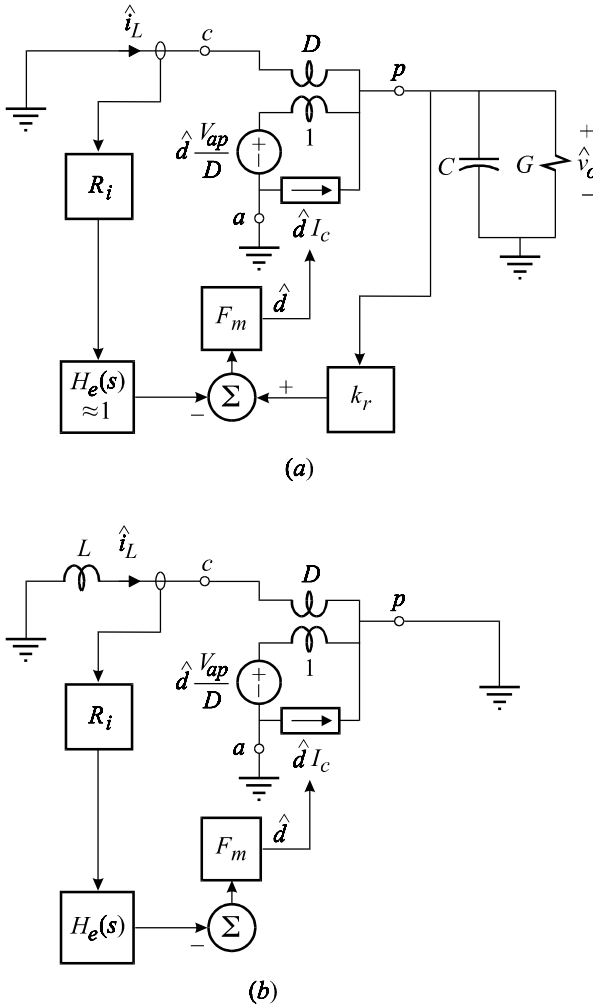 î_L
c
D
p
1
d̂ V_ap/D
+
−
C
G
+
v̂_o
−
R_i
a
d̂ I_c
F_m
d̂
H_e(s)
≈1
−
Σ
+
k_r
(a)
L
î_L
c
D
p
1
d̂ V_ap/D
+
−
R_i
a
d̂ I_c
F_m
d̂
H_e(s)
−
Σ
(b)